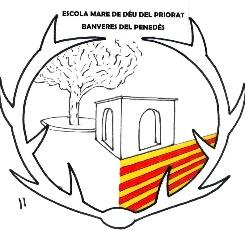 ESCOLA MARE DE DÉU DEL PRIORAT
BANYERES DEL PENEDÈS